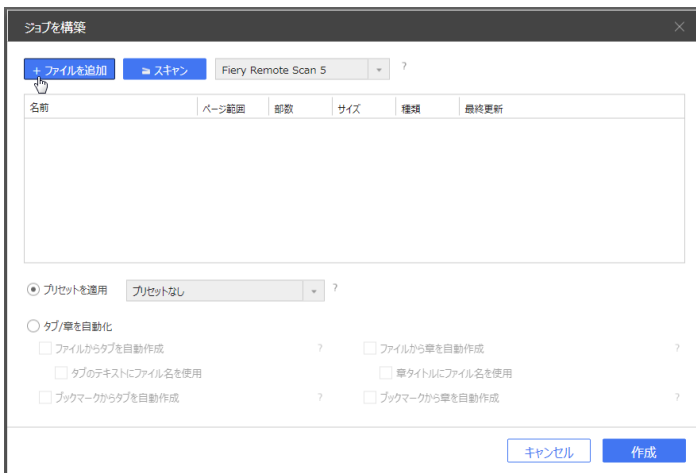 ジョブを構築
+ ファイルを追加 スキャン Fiery Remote Scan 5 ?
名前 ページ範囲 部数 サイズ 種類 最終更新
プリセットを適用 プリセットなし ?
タブ/章を自動化
ファイルからタブを自動作成 ? ファイルから章を自動作成 ?
タブのテキストにファイル名を使用 章タイトルにファイル名を使用
ブックマークからタブを自動作成 ? ブックマークから章を自動作成 ?
キャンセル 作成